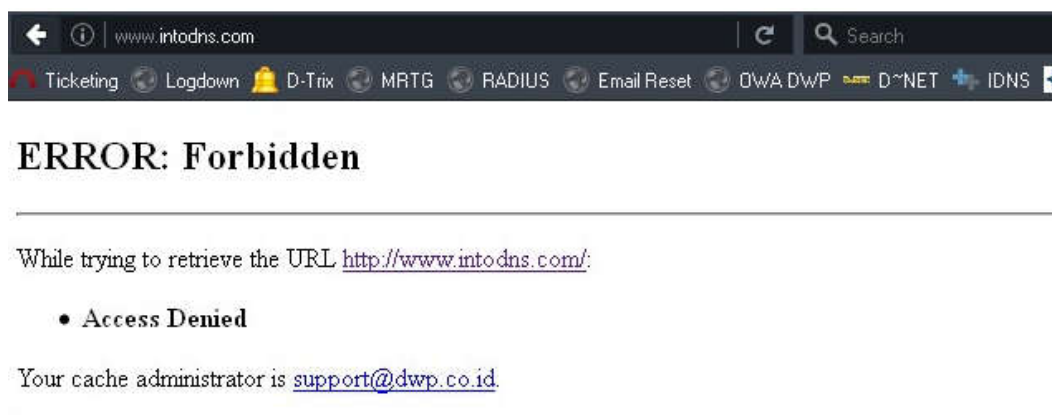 www.intodns.com
Search
Ticketing Logdown D-Trix MRTG RADIUS Email Reset OWA DWP D~NET IDNS
ERROR: Forbidden
While trying to retrieve the URL http://www.intodns.com/:
• Access Denied
Your cache administrator is support@dwp.co.id.